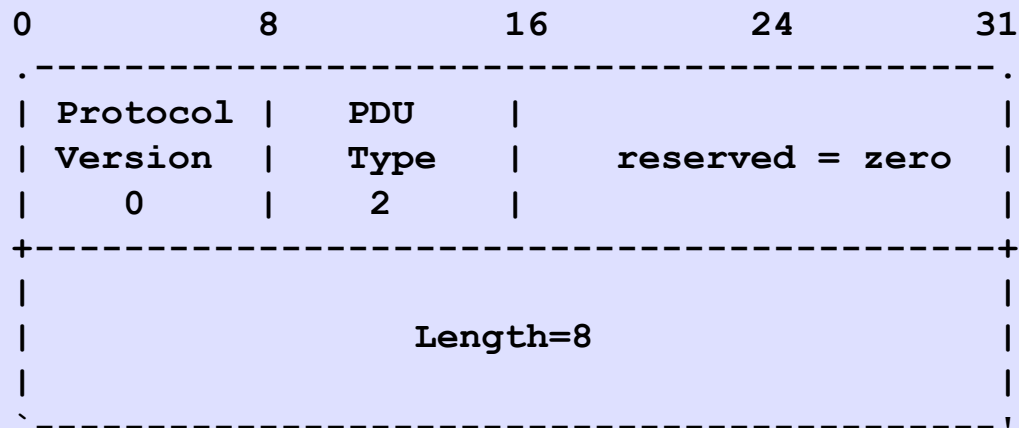 0 8 16 24 31
.-------------------------------------------.
| Protocol | PDU | |
| Version | Type | reserved = zero |
| 0 | 2 | |
+-------------------------------------------+
| |
| Length=8 |
| |
`-------------------------------------------'